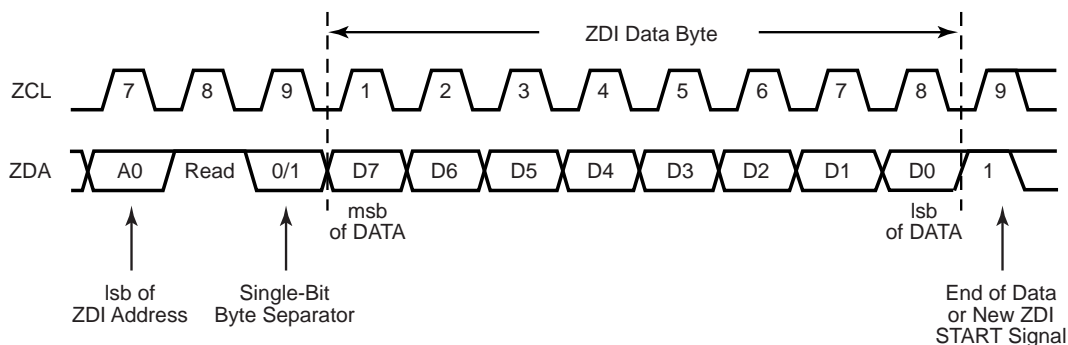 ZDI Data Byte
ZCL 7 8 9 1 2 3 4 5 6 7 8 9
ZDA A0 Read 0/1 D7 D6 D5 D4 D3 D2 D1 D0 1
msb
of DATA
lsb
of DATA
lsb of
ZDI Address
Single-Bit
Byte Separator
End of Data
or New ZDI
START Signal